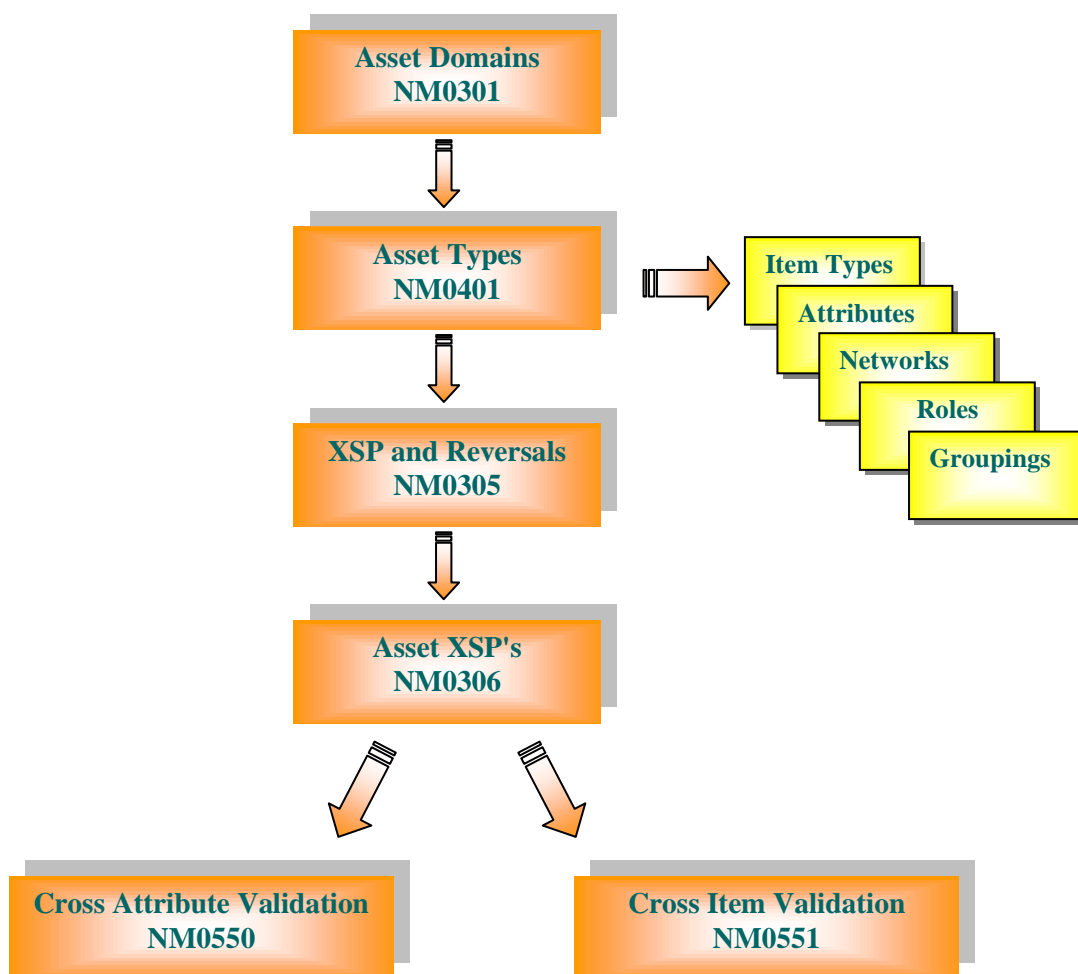 Asset Domains
NM0301
Asset Types
NM0401
Item Types
Attributes
Networks
Roles
Groupings
XSP and Reversals
NM0305
Asset XSP's
NM0306
Cross Attribute Validation
NM0550
Cross Item Validation
NM0551